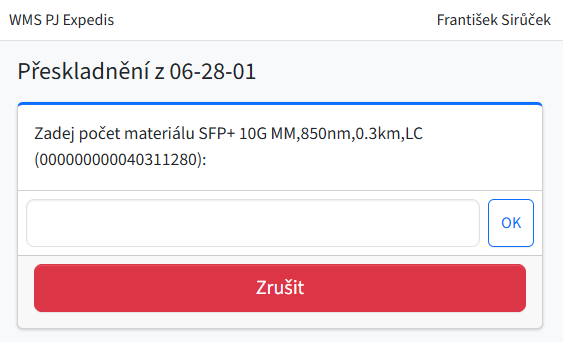 WMS PJ Expedis
František Sirůček
Přeskladnění z 06-28-01
Zadej počet materiálu SFP+ 10G MM,850nm,0.3km,LC
(000000000040311280):
OK
Zrušit